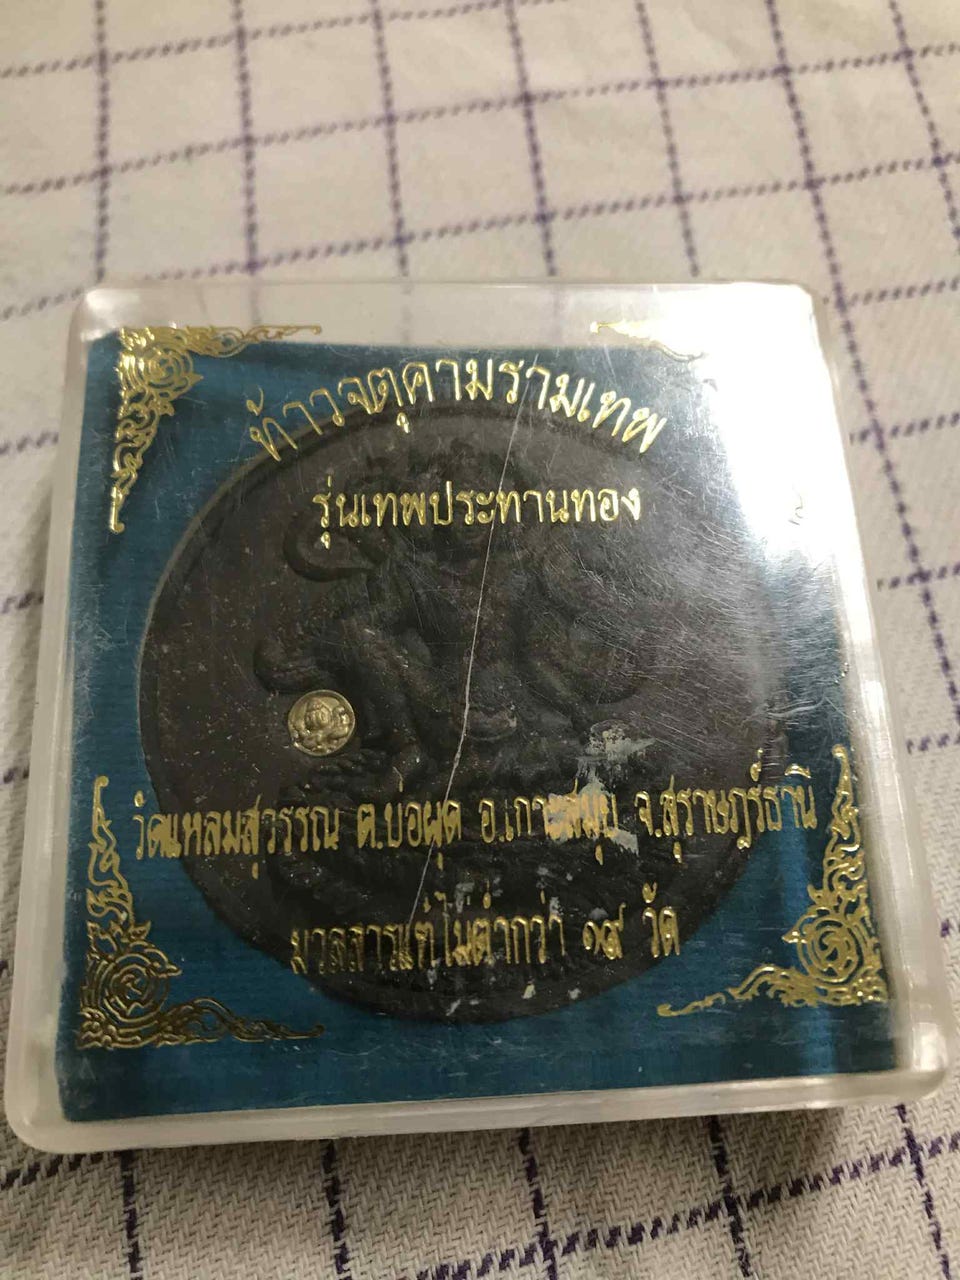 ท้าวจตุคามรามเทพ
รุ่นเทพประทานทอง
วัดแหลมสุวรรณ ต.บ่อผุด อ.เกาะสมุย จ.สุราษฎร์ธานี
มวลสารแท้ไม่ต่ำกว่า ๑๙ วัด